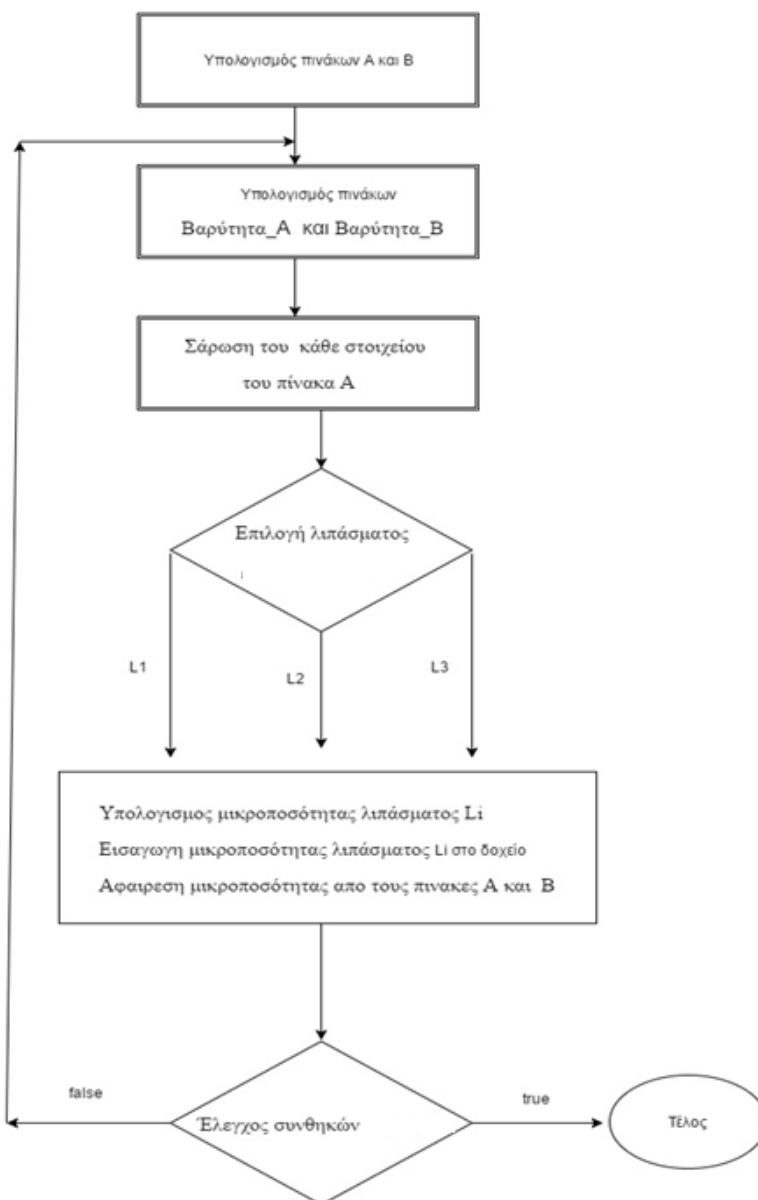 Υπολογισμός πινάκων Α και Β
Υπολογισμός πινάκων
Βαρύτητα_Α και Βαρύτητα_Β
Σάρωση του κάθε στοιχείου
του πίνακα Α
Επιλογή λιπάσματος
L1
L2
L3
Υπολογισμος μικροποσότητας λιπάσματος Li
Εισαγωγη μικροποσότητας λιπάσματος Li στο δοχείο
Αφαιρεση μικροποσότητας απο τους πινακες Α και Β
false
true
Έλεγχος συνθηκών
Τέλος